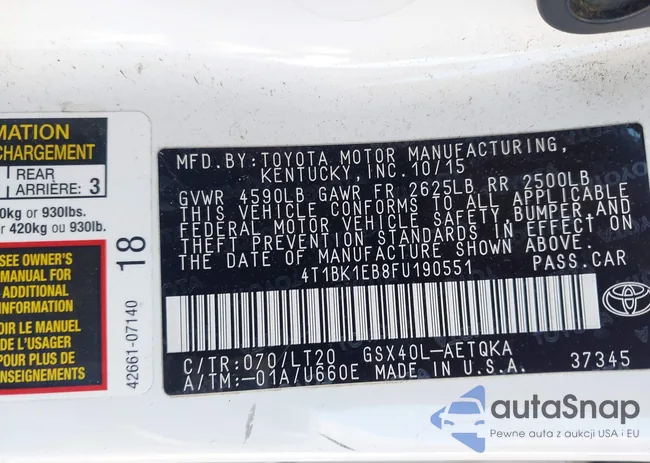 MATION
CHARGEMENT
REAR
ARRIÈRE: 3
0kg or 930lbs.
r 420kg ou 930lb.
SEE OWNER'S
MANUAL FOR
ADDITIONAL
INFORMATION
OIR LE MANUEL
DE L'USAGER
POUR PLUS DE
18
42661-07140
MFD.BY:TOYOTA MOTOR MANUFACTURING,
KENTUCKY,INC.10/15
GVWR 4590LB GAWR FR 2625LB RR 2500LB
THIS VEHICLE CONFORMS TO ALL APPLICABLE
FEDERAL MOTOR VEHICLE SAFETY,BUMPER,AND
THEFT PREVENTION STANDARDS IN EFFECT ON
THE DATE OF MANUFACTURE SHOWN ABOVE.
4T1BK1EB8FU190551 PASS.CAR
C/TR:070/LT20 GSX40L-AETQKA
A/TM:-01A7U660E MADE IN U.S.A. 37345
TOYOTA
autaSnap
Pewne auta z aukcji USA i EU